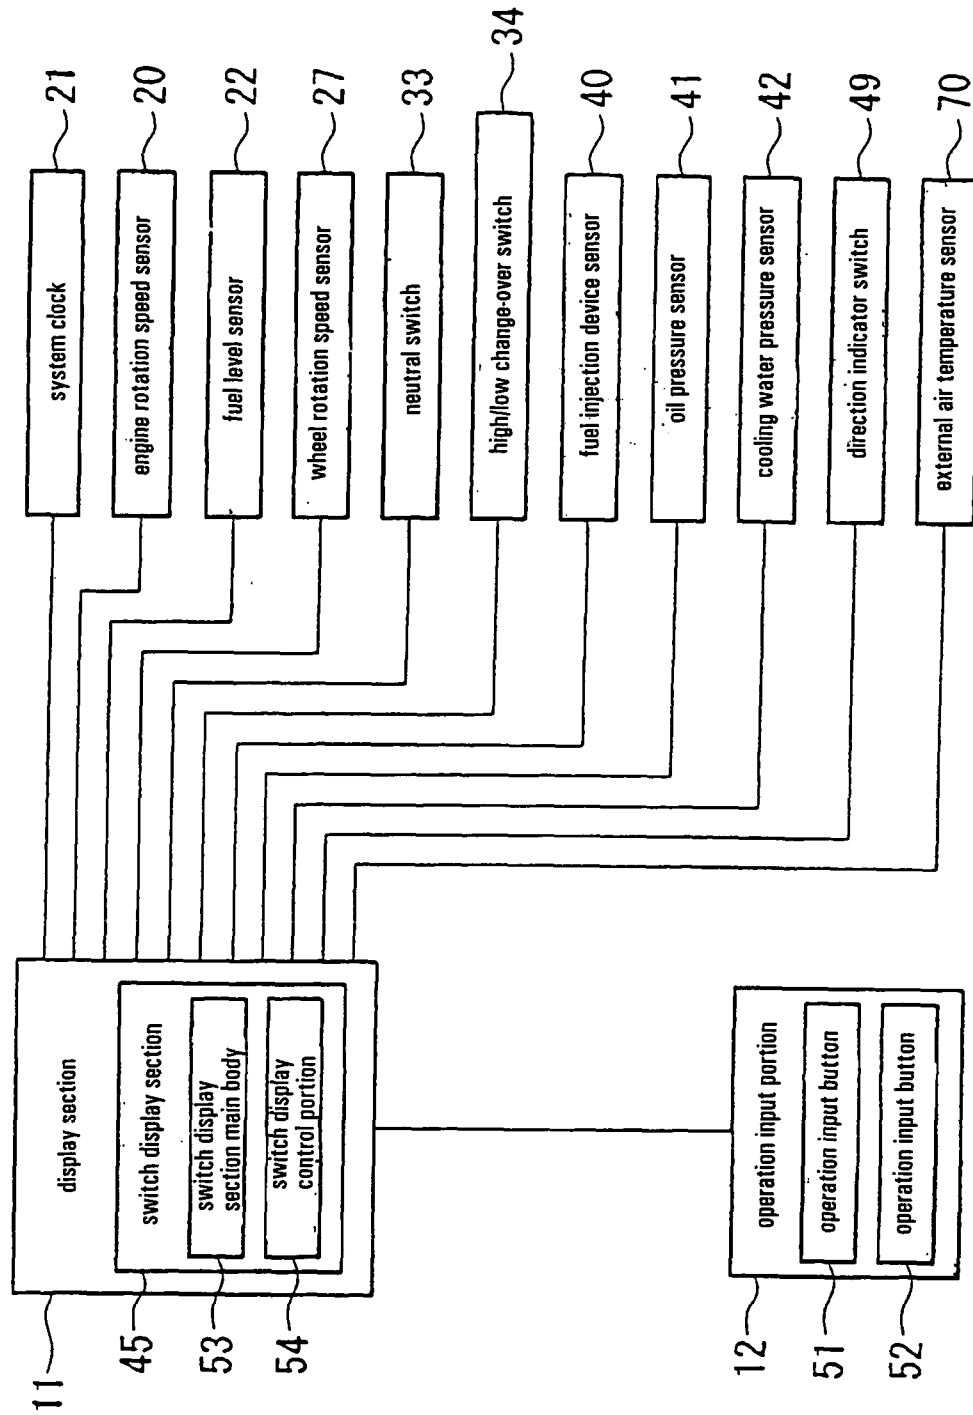 11
display section
45
switch display section
53
switch display
section main body
54
switch display
control portion
12
operation input portion
51
operation input button
52
operation input button
system clock
21
engine rotation speed sensor
20
fuel level sensor
22
wheel rotation speed sensor
27
neutral switch
33
high/low change-over switch
34
fuel injection device sensor
40
oil pressure sensor
41
cooling water pressure sensor
42
direction indicator switch
49
external air temperature sensor
70